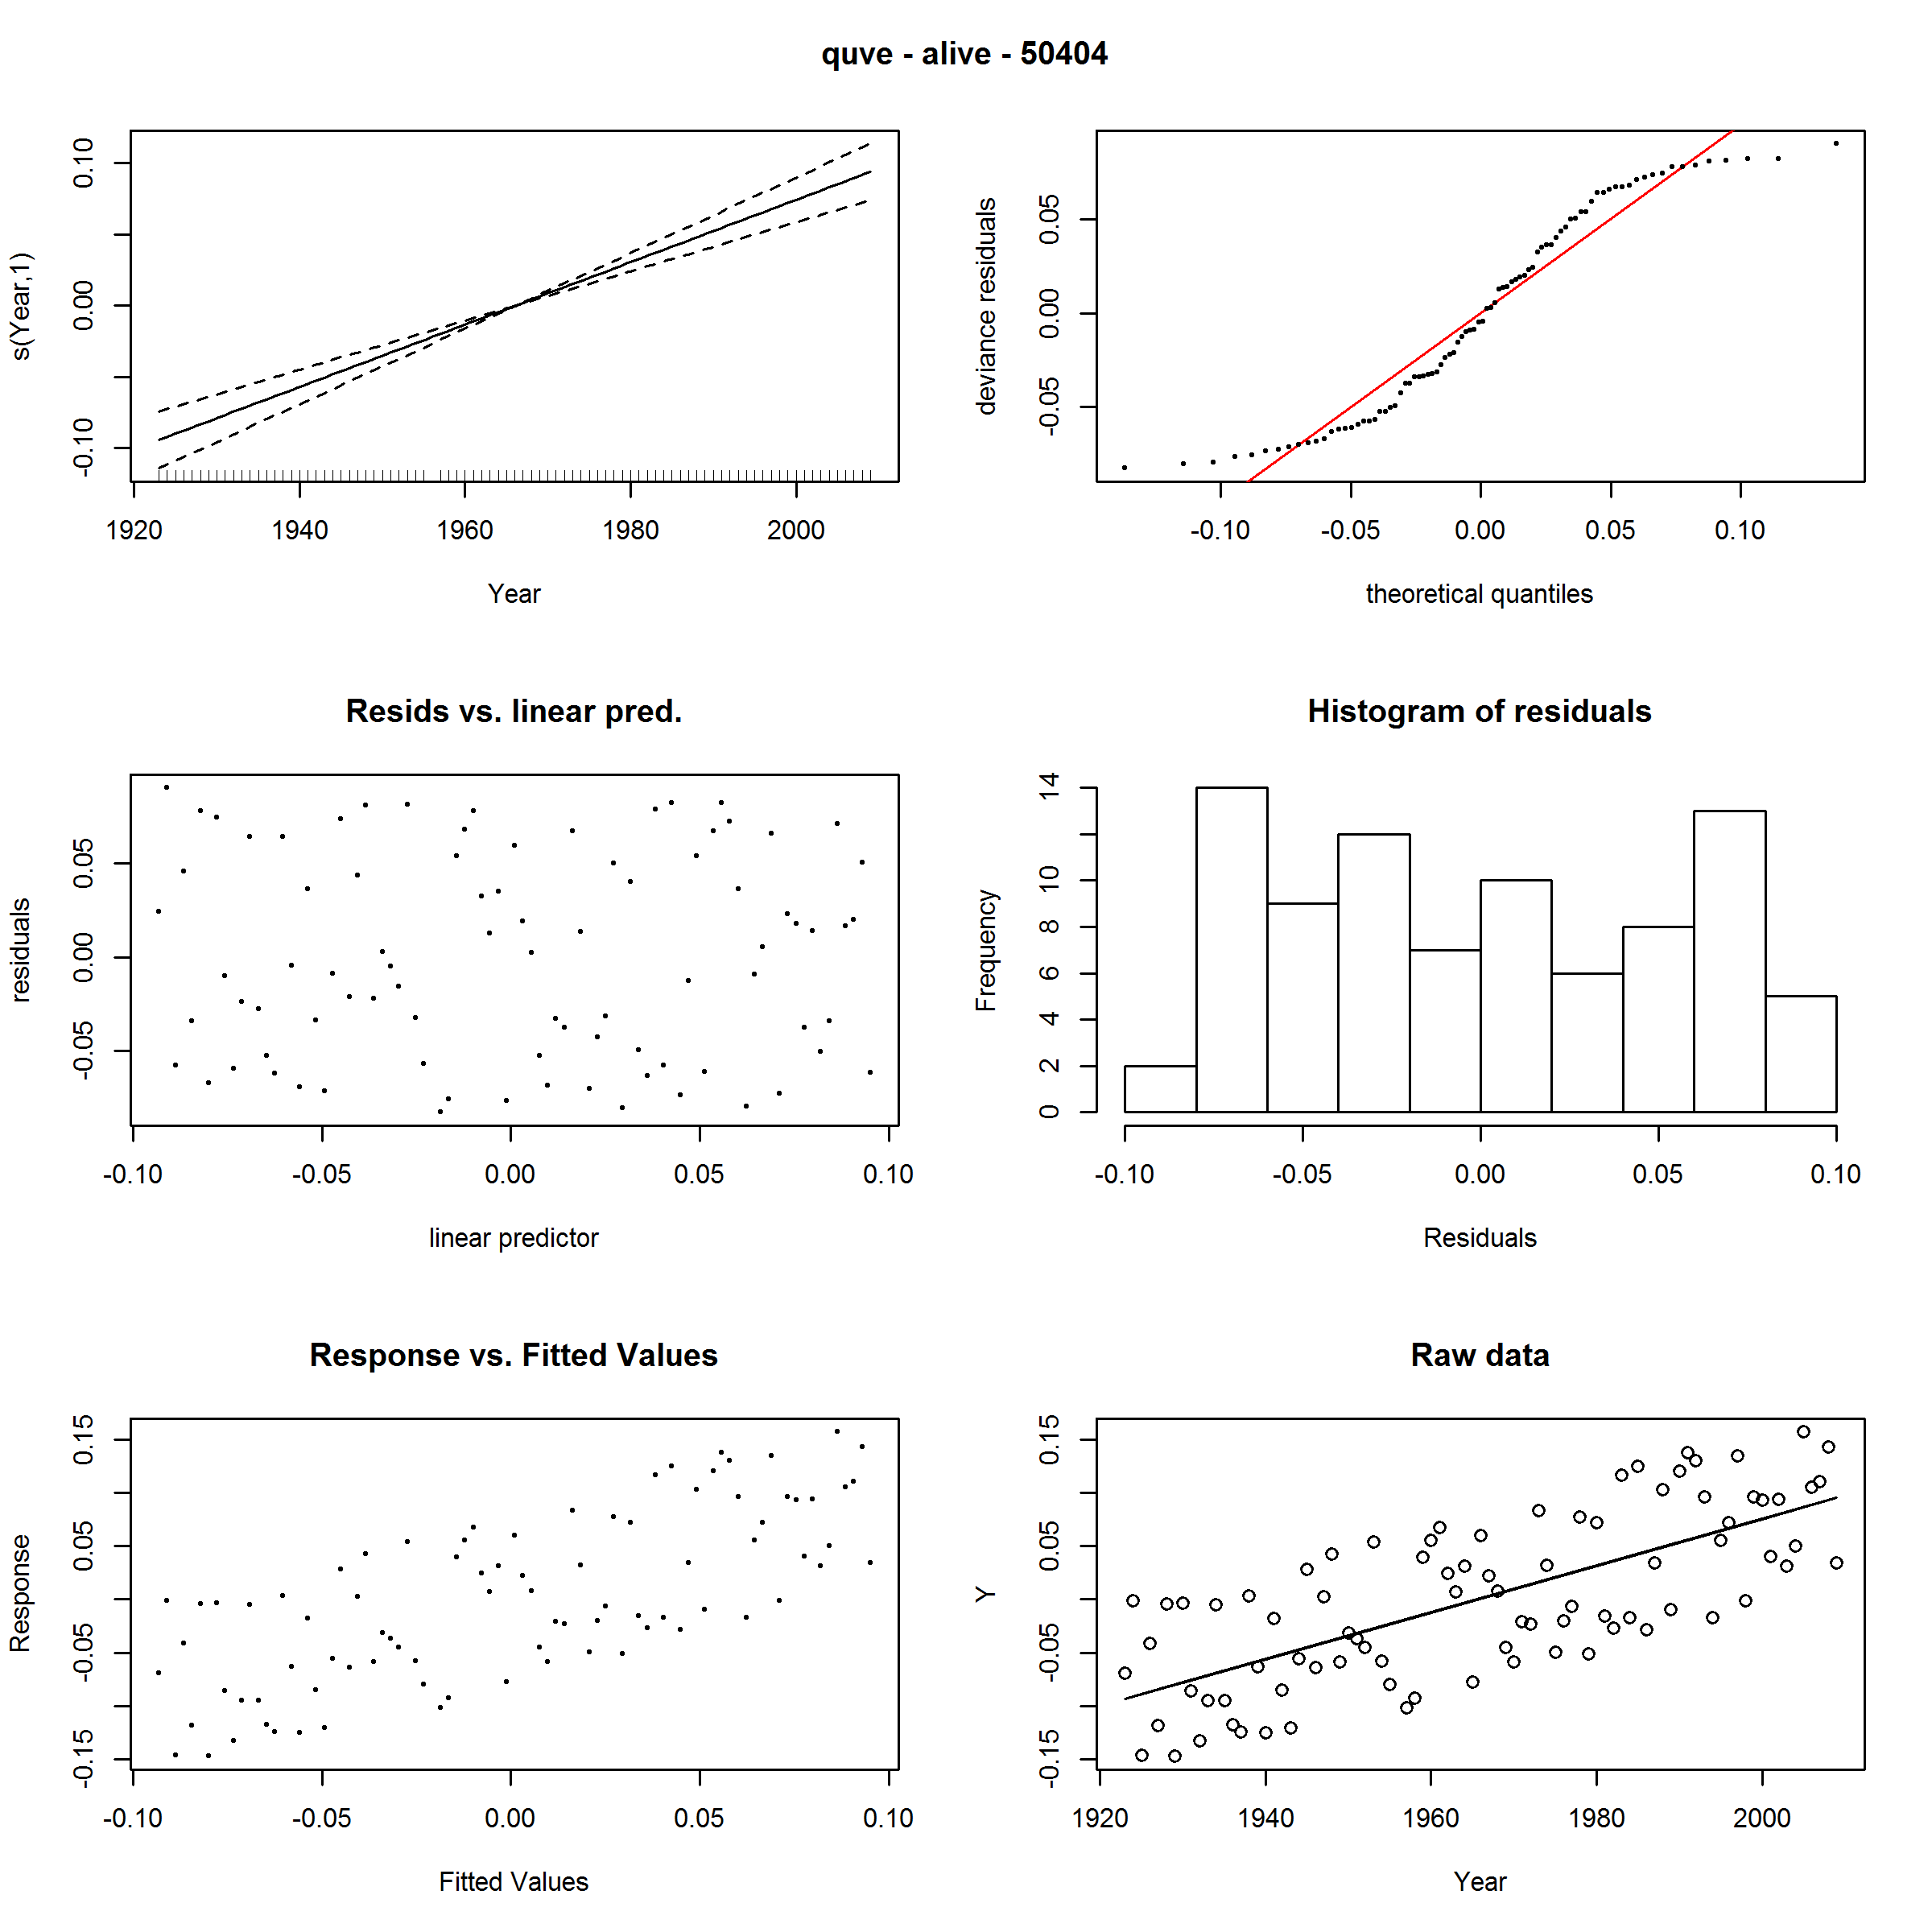 quve - alive - 50404
s(Year,1)
-0.10
0.00
0.10
1920 1940 1960 1980 2000
Year
deviance residuals
-0.05
0.00
0.05
-0.10 -0.05 0.00 0.05 0.10
theoretical quantiles
Resids vs. linear pred.
residuals
-0.05
0.00
0.05
-0.10 -0.05 0.00 0.05 0.10
linear predictor
Histogram of residuals
Frequency
0
2
4
6
8
10
14
-0.10 -0.05 0.00 0.05 0.10
Residuals
Response vs. Fitted Values
Response
-0.15
-0.05
0.05
0.15
-0.10 -0.05 0.00 0.05 0.10
Fitted Values
Raw data
Y
-0.15
-0.05
0.05
0.15
1920 1940 1960 1980 2000
Year